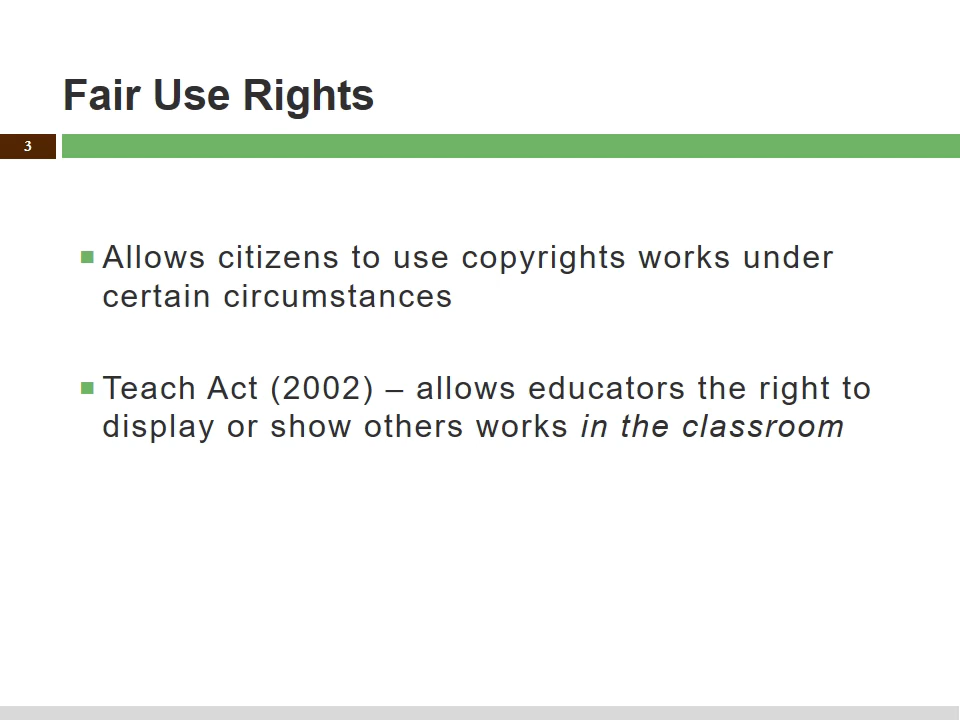 Fair Use Rights
3
Allows citizens to use copyrights works under
certain circumstances
Teach Act (2002) – allows educators the right to
display or show others works in the classroom